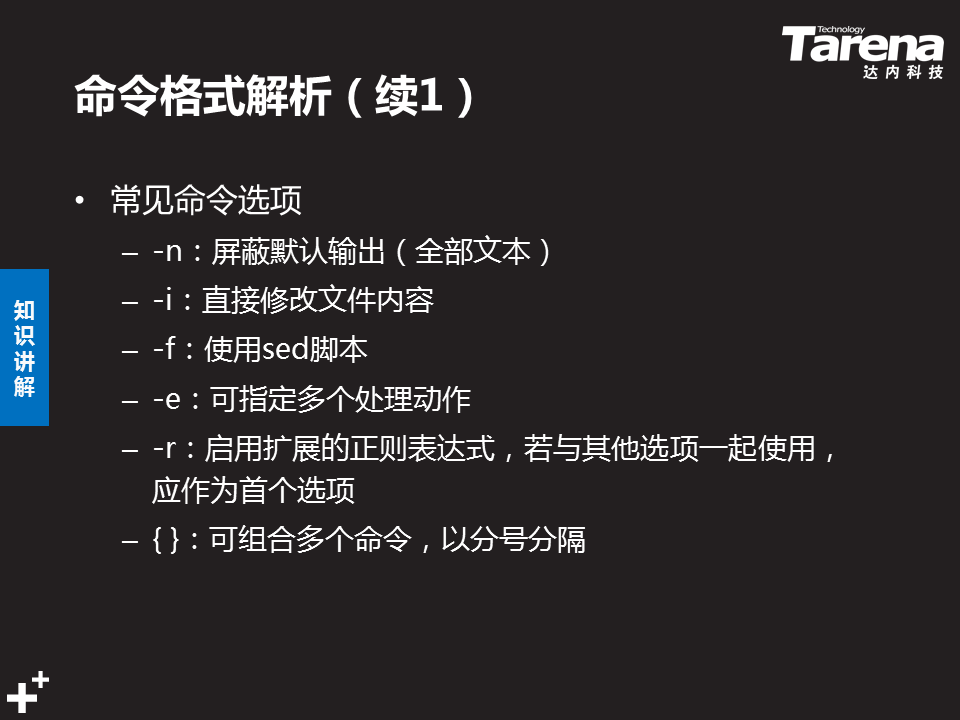 Technology
Tarena
达内科技
命令格式解析（续1）
• 常见命令选项
– -n：屏蔽默认输出（全部文本）
– -i：直接修改文件内容
– -f：使用sed脚本
– -e：可指定多个处理动作
– -r：启用扩展的正则表达式，若与其他选项一起使用，
应作为首个选项
– { }：可组合多个命令，以分号分隔
知
识
讲
解